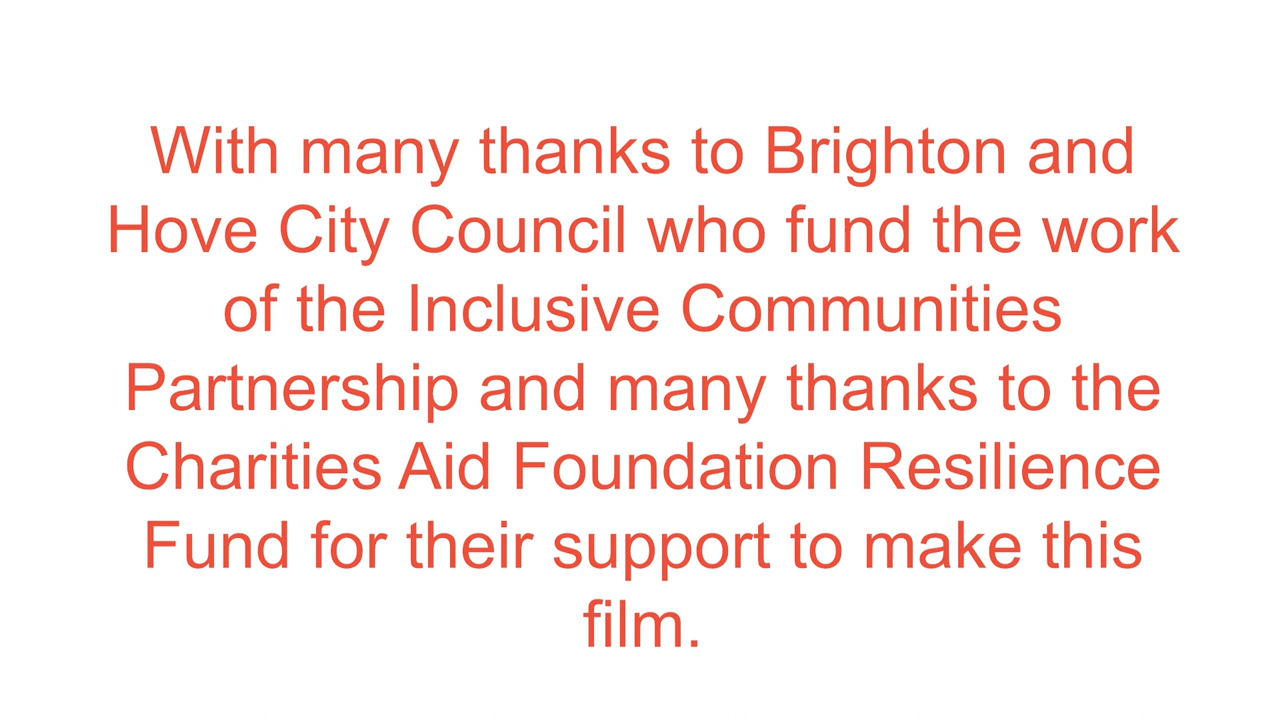 With many thanks to Brighton and
Hove City Council who fund the work
of the Inclusive Communities
Partnership and many thanks to the
Charities Aid Foundation Resilience
Fund for their support to make this
film.